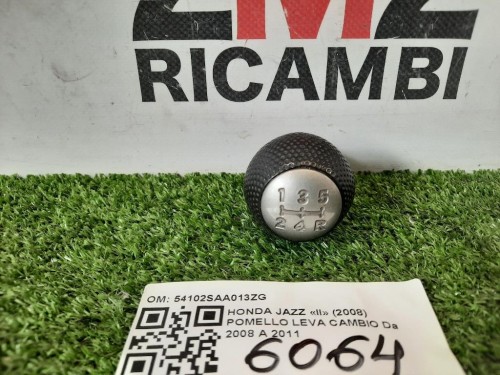 2M2
RICAMBI
1 3 5
2 4 R
OM: 54102SAA013ZG
HONDA JAZZ «II» (2008)
POMELLO LEVA CAMBIO Da
2008 A 2011
6064